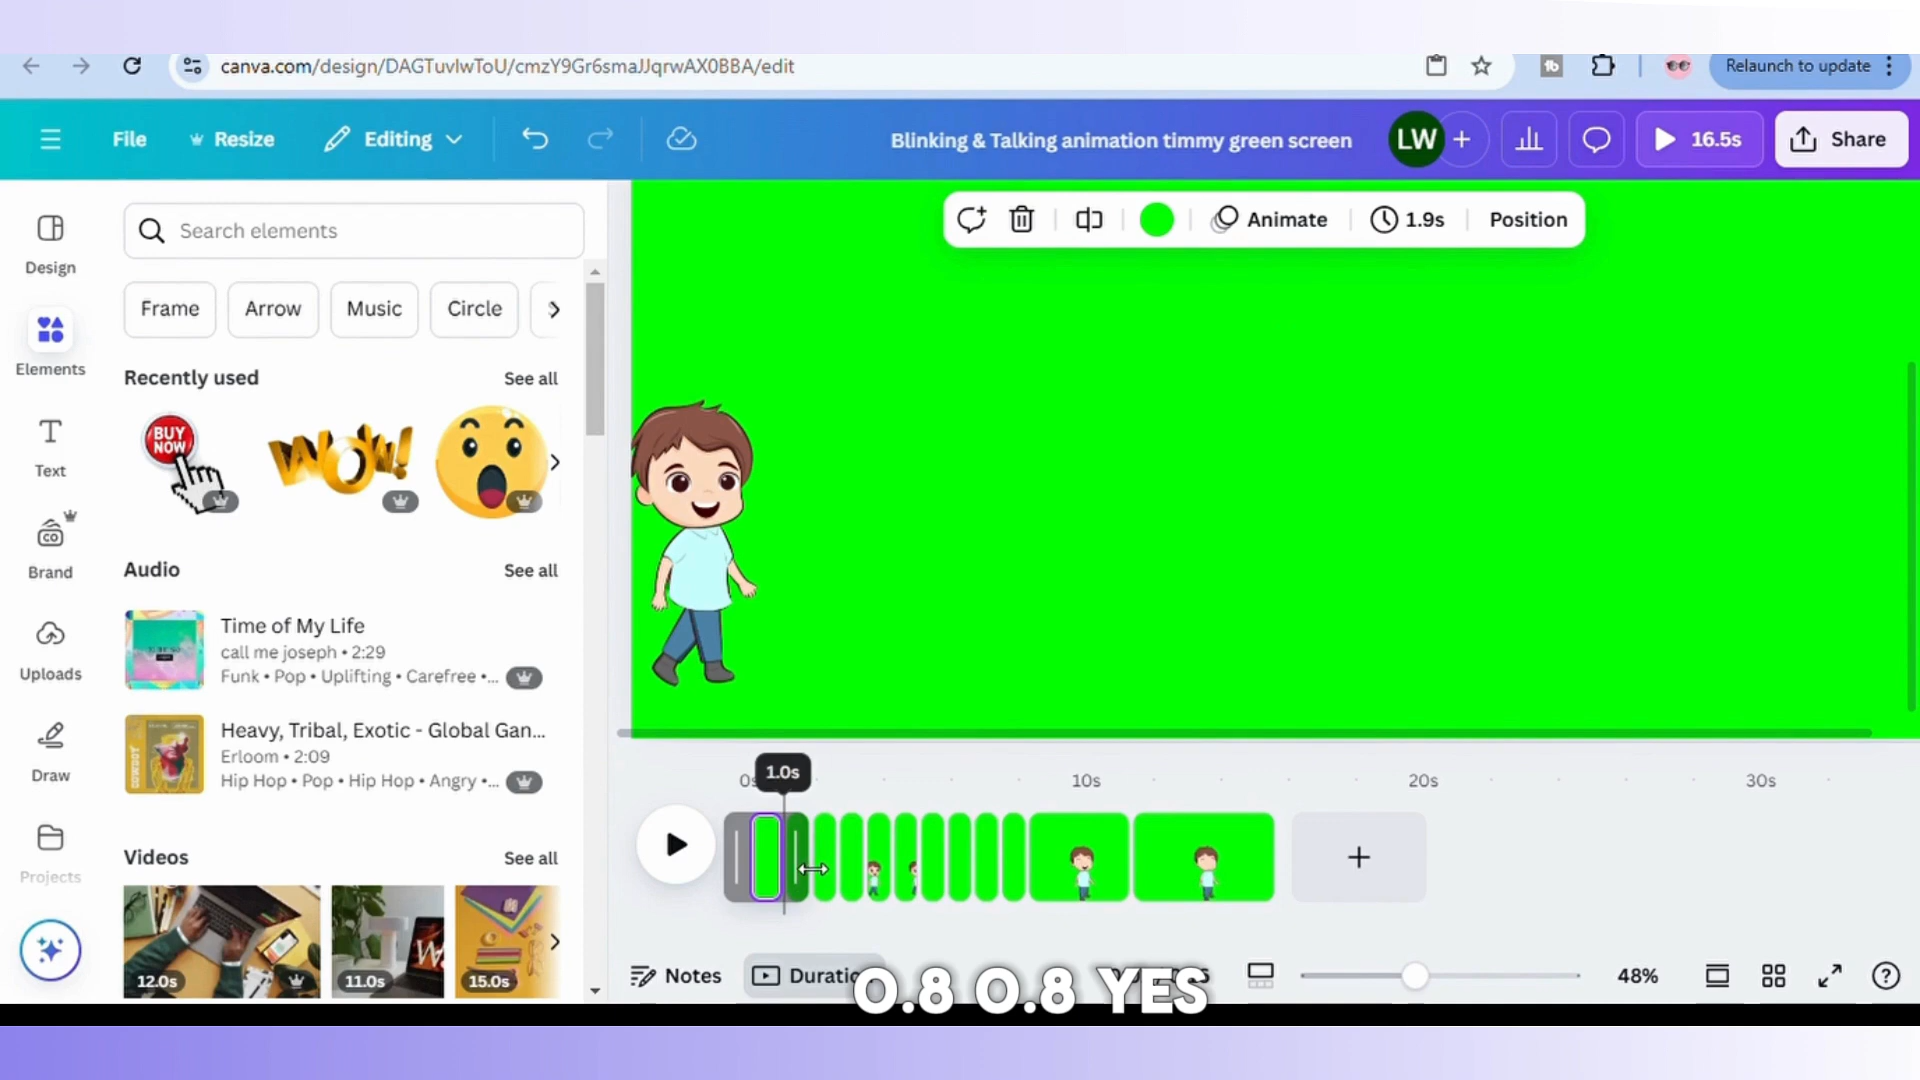 canva.com/design/DAGTuvlwToU/cmzY9Gr6smaJJqrwAX0BBA/edit
Relaunch to update
File
Resize
Editing
Blinking & Talking animation timmy green screen
LW
16.5s
Share
Design
Elements
Text
Brand
Uploads
Draw
Projects
Search elements
Frame
Arrow
Music
Circle
Recently used
See all
BUY
NOW
WOW!
Audio
See all
Time of My Life
call me joseph • 2:29
Funk • Pop • Uplifting • Carefree •...
Heavy, Tribal, Exotic - Global Gan...
Erloom • 2:09
Hip Hop • Pop • Hip Hop • Angry •...
Videos
See all
12.0s
11.0s
15.0s
Animate
1.9s
Position
1.0s
10s
20s
30s
Notes
Duration
48%
0.8 0.8 YES